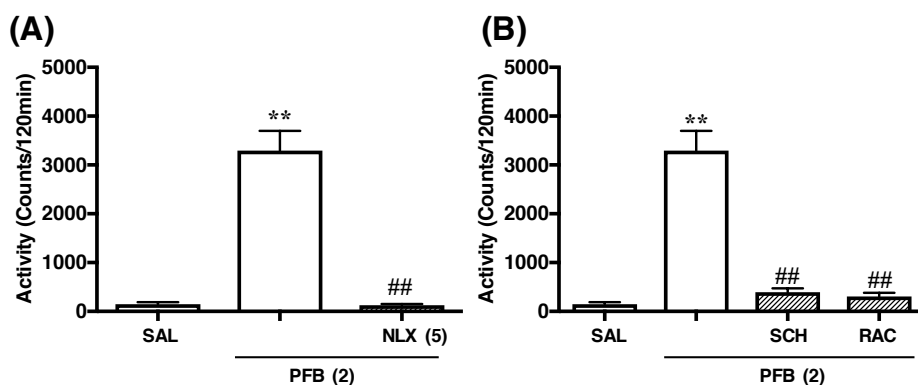 (A)
Activity (Counts/120min)
5000
4000
3000
2000
1000
0
**
##
SAL
NLX (5)
PFB (2)
(B)
Activity (Counts/120min)
5000
4000
3000
2000
1000
0
**
##
##
SAL
SCH
RAC
PFB (2)